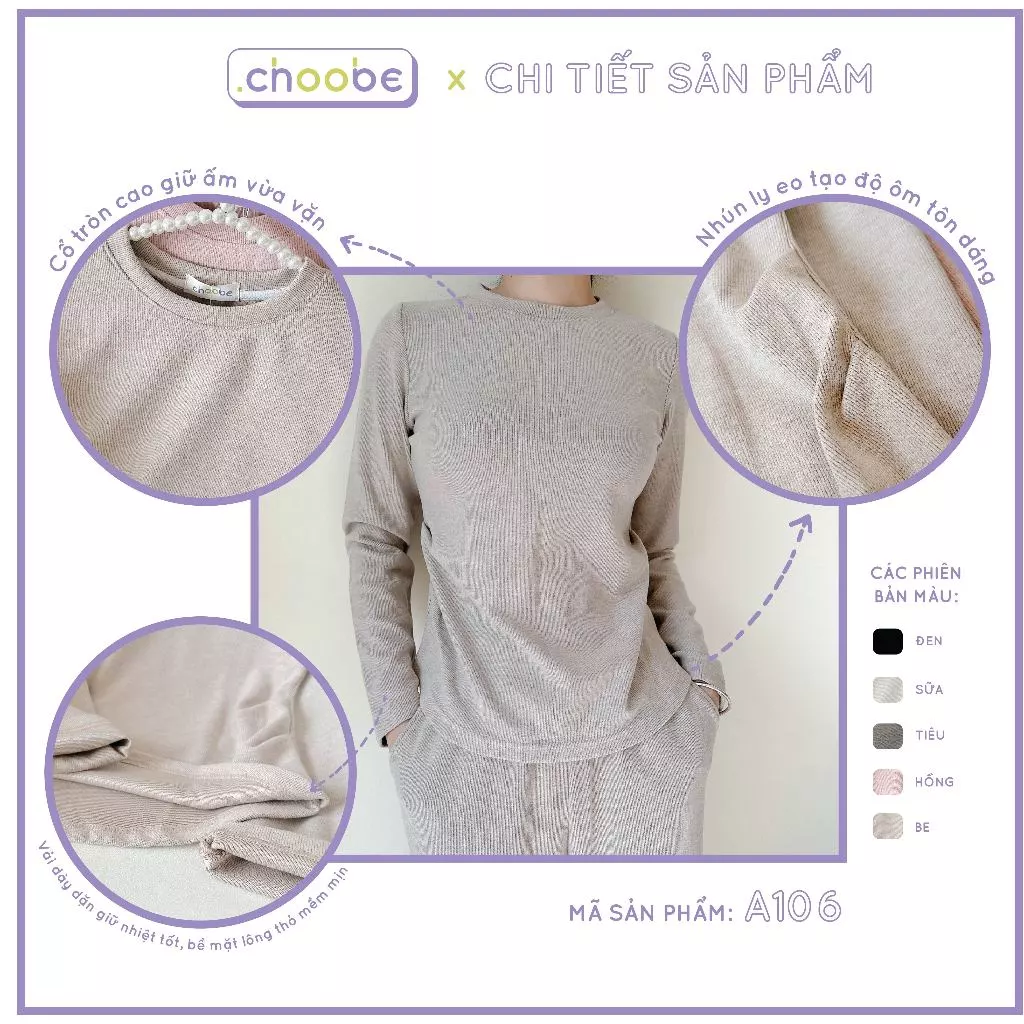 .choobe x CHI TIẾT SẢN PHẨM
Cổ tròn cao giữ ấm vừa vặn
Nhún ly eo tạo độ ôm tôn dáng
choobe
CÁC PHIÊN
BẢN MÀU:
ĐEN
SỮA
TIÊU
HỒNG
BE
Vải dày dặn giữ nhiệt tốt, bề mặt lông thỏ mềm mịn
MÃ SẢN PHẨM: A106